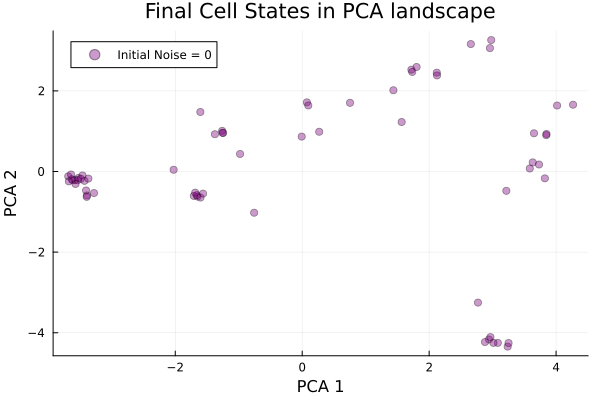 Final Cell States in PCA landscape
Initial Noise = 0
PCA 2
2
0
−2
−4
−2
0
2
4
PCA 1